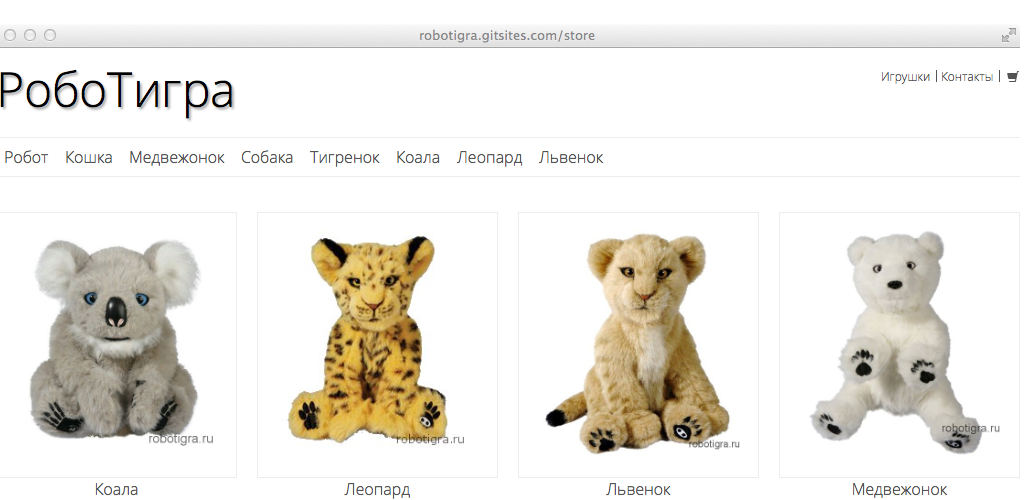 robotigra.gitsites.com/store
РобоТигра
Игрушки | Контакты |
Робот Кошка Медвежонок Собака Тигренок Коала Леопард Львенок
robotigra.ru robotigra.ru robotigra.ru robotigra.ru
Коала Леопард Львенок Медвежонок